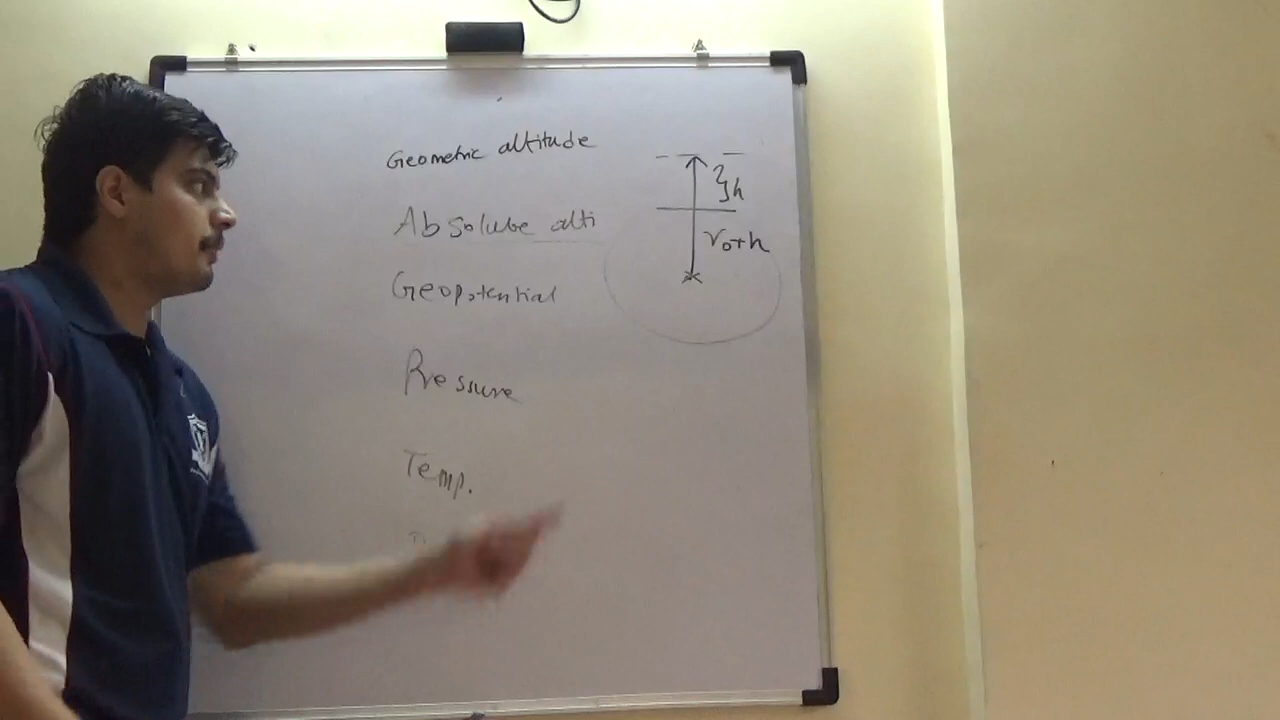 Geometric altitude
Absolute alti
Geopotential
Pressure
Temp.
h
r₀+h